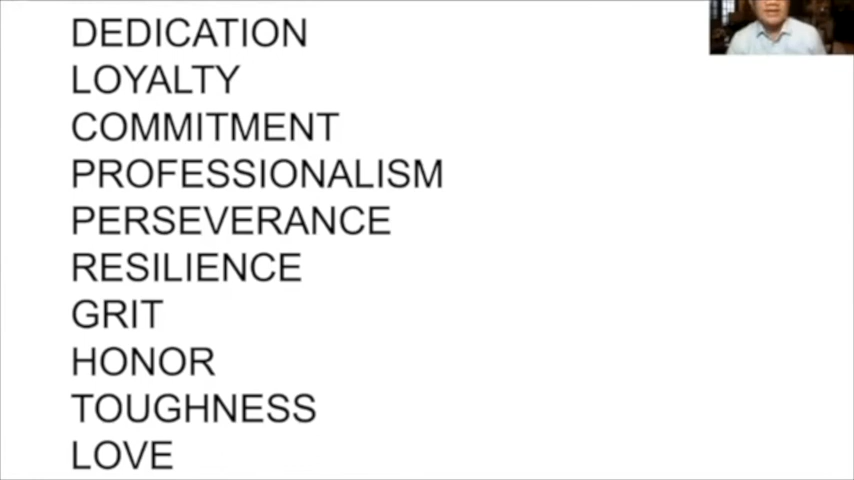 DEDICATION
LOYALTY
COMMITMENT
PROFESSIONALISM
PERSEVERANCE
RESILIENCE
GRIT
HONOR
TOUGHNESS
LOVE